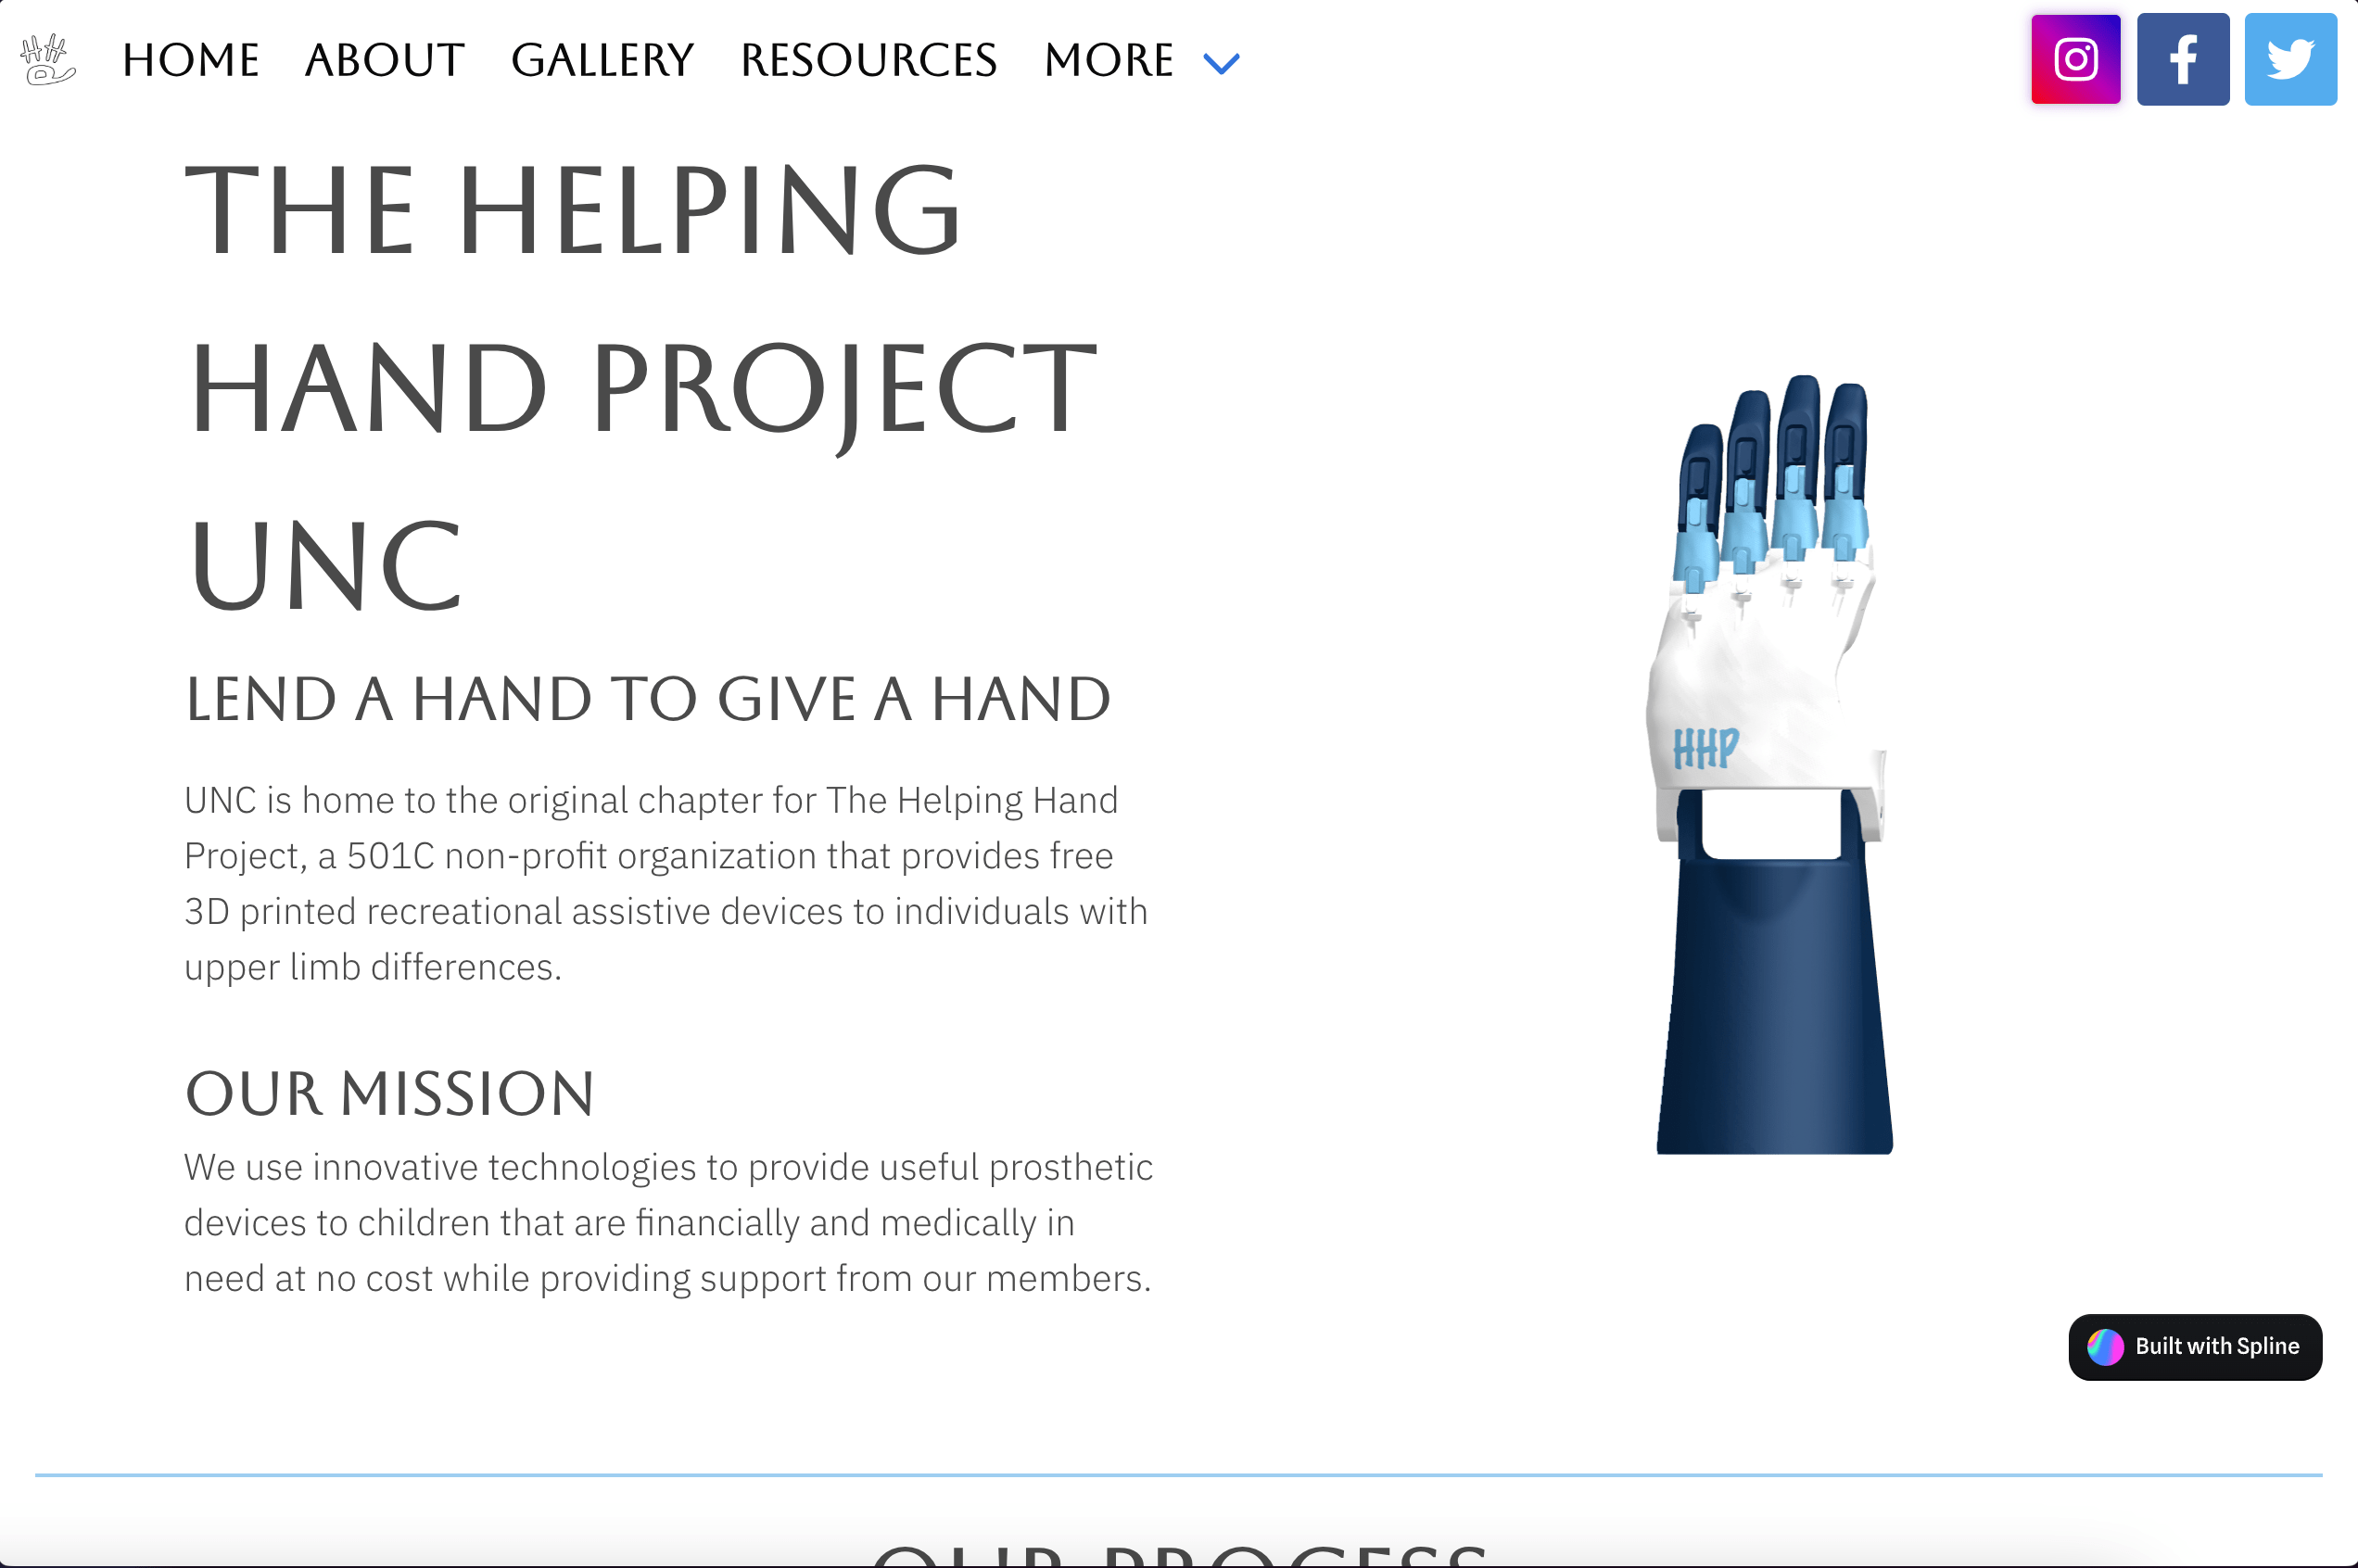 HOME ABOUT GALLERY RESOURCES MORE
THE HELPING
HAND PROJECT
UNC
LEND A HAND TO GIVE A HAND
UNC is home to the original chapter for The Helping Hand
Project, a 501C non-profit organization that provides free
3D printed recreational assistive devices to individuals with
upper limb differences.
OUR MISSION
We use innovative technologies to provide useful prosthetic
devices to children that are financially and medically in
need at no cost while providing support from our members.
HHP
Built with Spline
OUR PROCESS